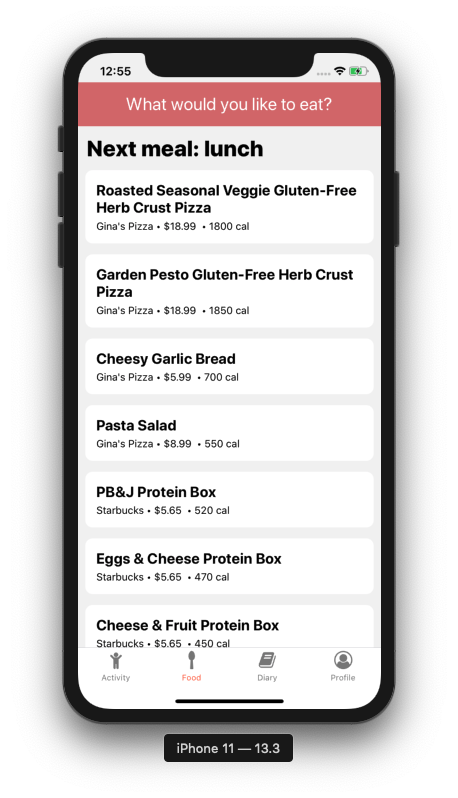 12:55
What would you like to eat?
Next meal: lunch
Roasted Seasonal Veggie Gluten-Free
Herb Crust Pizza
Gina's Pizza • $18.99 • 1800 cal
Garden Pesto Gluten-Free Herb Crust
Pizza
Gina's Pizza • $18.99 • 1850 cal
Cheesy Garlic Bread
Gina's Pizza • $5.99 • 700 cal
Pasta Salad
Gina's Pizza • $8.99 • 550 cal
PB&J Protein Box
Starbucks • $5.65 • 520 cal
Eggs & Cheese Protein Box
Starbucks • $5.65 • 470 cal
Cheese & Fruit Protein Box
Starbucks • $5.65 • 450 cal
Activity Food Diary Profile
iPhone 11 — 13.3